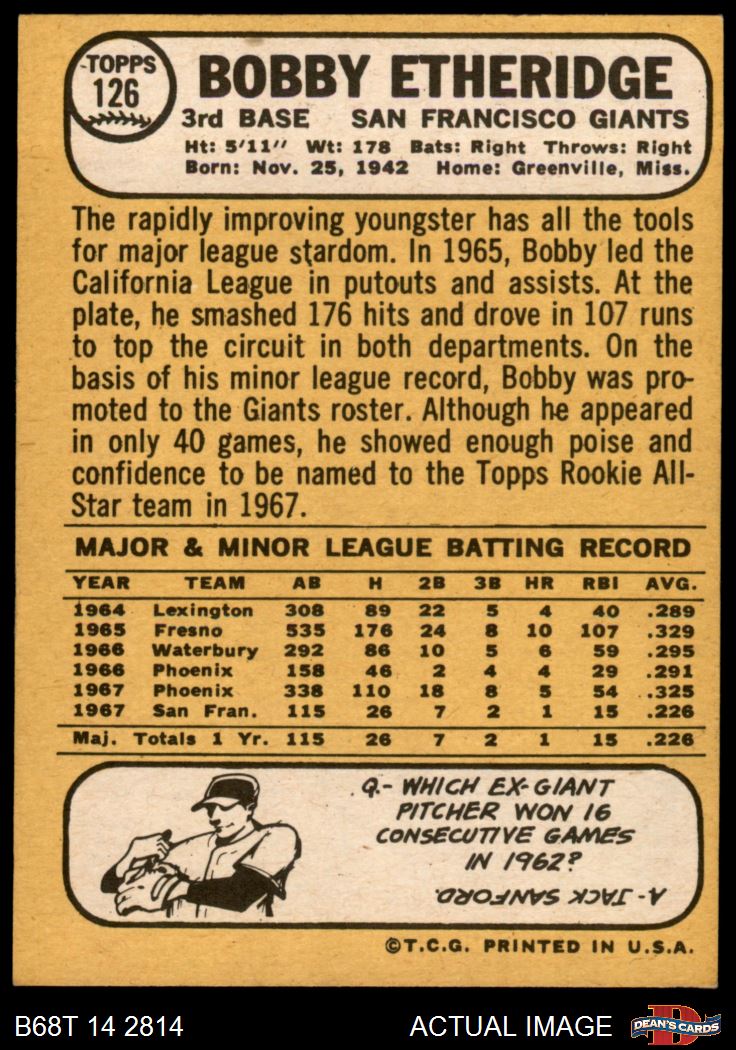 TOPPS
126
BOBBY ETHERIDGE
3rd BASE SAN FRANCISCO GIANTS
Ht: 5'11" Wt: 178 Bats: Right Throws: Right
Born: Nov. 25, 1942 Home: Greenville, Miss.
The rapidly improving youngster has all the tools
for major league stardom. In 1965, Bobby led the
California League in putouts and assists. At the
plate, he smashed 176 hits and drove in 107 runs
to top the circuit in both departments. On the
basis of his minor league record, Bobby was pro-
moted to the Giants roster. Although he appeared
in only 40 games, he showed enough poise and
confidence to be named to the Topps Rookie All-
Star team in 1967.
MAJOR & MINOR LEAGUE BATTING RECORD
YEAR TEAM AB H 2B 3B HR RBI AVG.
1964 Lexington 308 89 22 5 4 40 .289
1965 Fresno 535 176 24 8 10 107 .329
1966 Waterbury 292 86 10 5 6 59 .295
1966 Phoenix 158 46 2 4 4 29 .291
1967 Phoenix 338 110 18 8 5 54 .325
1967 San Fran. 115 26 7 2 1 15 .226
Maj. Totals 1 Yr. 115 26 7 2 1 15 .226
Q.- WHICH EX-GIANT
PITCHER WON 16
CONSECUTIVE GAMES
IN 1962?
A- JACK SANFORD.
©T.C.G. PRINTED IN U.S.A.
B68T 14 2814 ACTUAL IMAGE DEAN'S CARDS